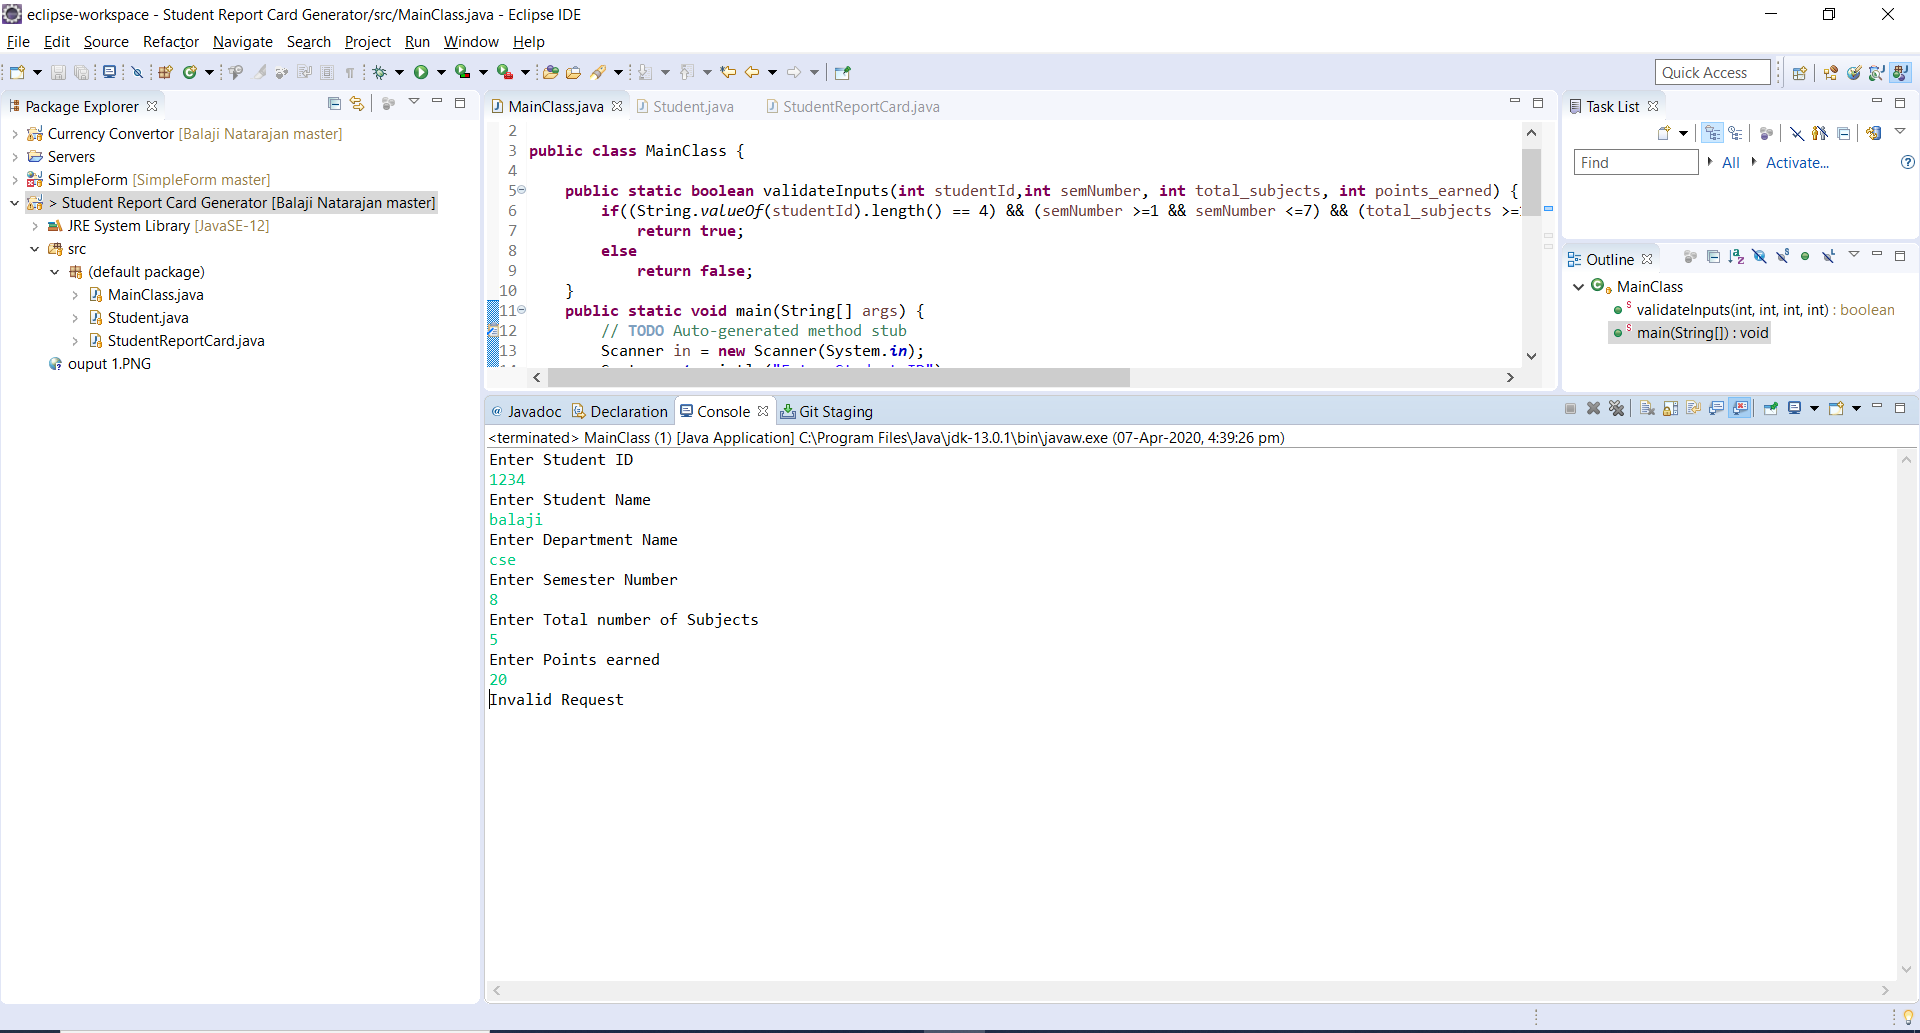 eclipse-workspace - Student Report Card Generator/src/MainClass.java - Eclipse IDE
File Edit Source Refactor Navigate Search Project Run Window Help
Quick Access
Package Explorer
Currency Convertor [Balaji Natarajan master]
Servers
SimpleForm [SimpleForm master]
> Student Report Card Generator [Balaji Natarajan master]
JRE System Library [JavaSE-12]
src
(default package)
MainClass.java
Student.java
StudentReportCard.java
ouput 1.PNG
MainClass.java Student.java StudentReportCard.java
2
3 public class MainClass {
4
5 public static boolean validateInputs(int studentId,int semNumber, int total_subjects, int points_earned) {
6 if((String.valueOf(studentId).length() == 4) && (semNumber >=1 && semNumber <=7) && (total_subjects >=
7 return true;
8 else
9 return false;
10 }
11 public static void main(String[] args) {
12 // TODO Auto-generated method stub
13 Scanner in = new Scanner(System.in);
Task List
Find All Activate...
Outline
MainClass
validateInputs(int, int, int, int) : boolean
main(String[]) : void
@ Javadoc Declaration Console Git Staging
<terminated> MainClass (1) [Java Application] C:\Program Files\Java\jdk-13.0.1\bin\javaw.exe (07-Apr-2020, 4:39:26 pm)
Enter Student ID
1234
Enter Student Name
balaji
Enter Department Name
cse
Enter Semester Number
8
Enter Total number of Subjects
5
Enter Points earned
20
Invalid Request